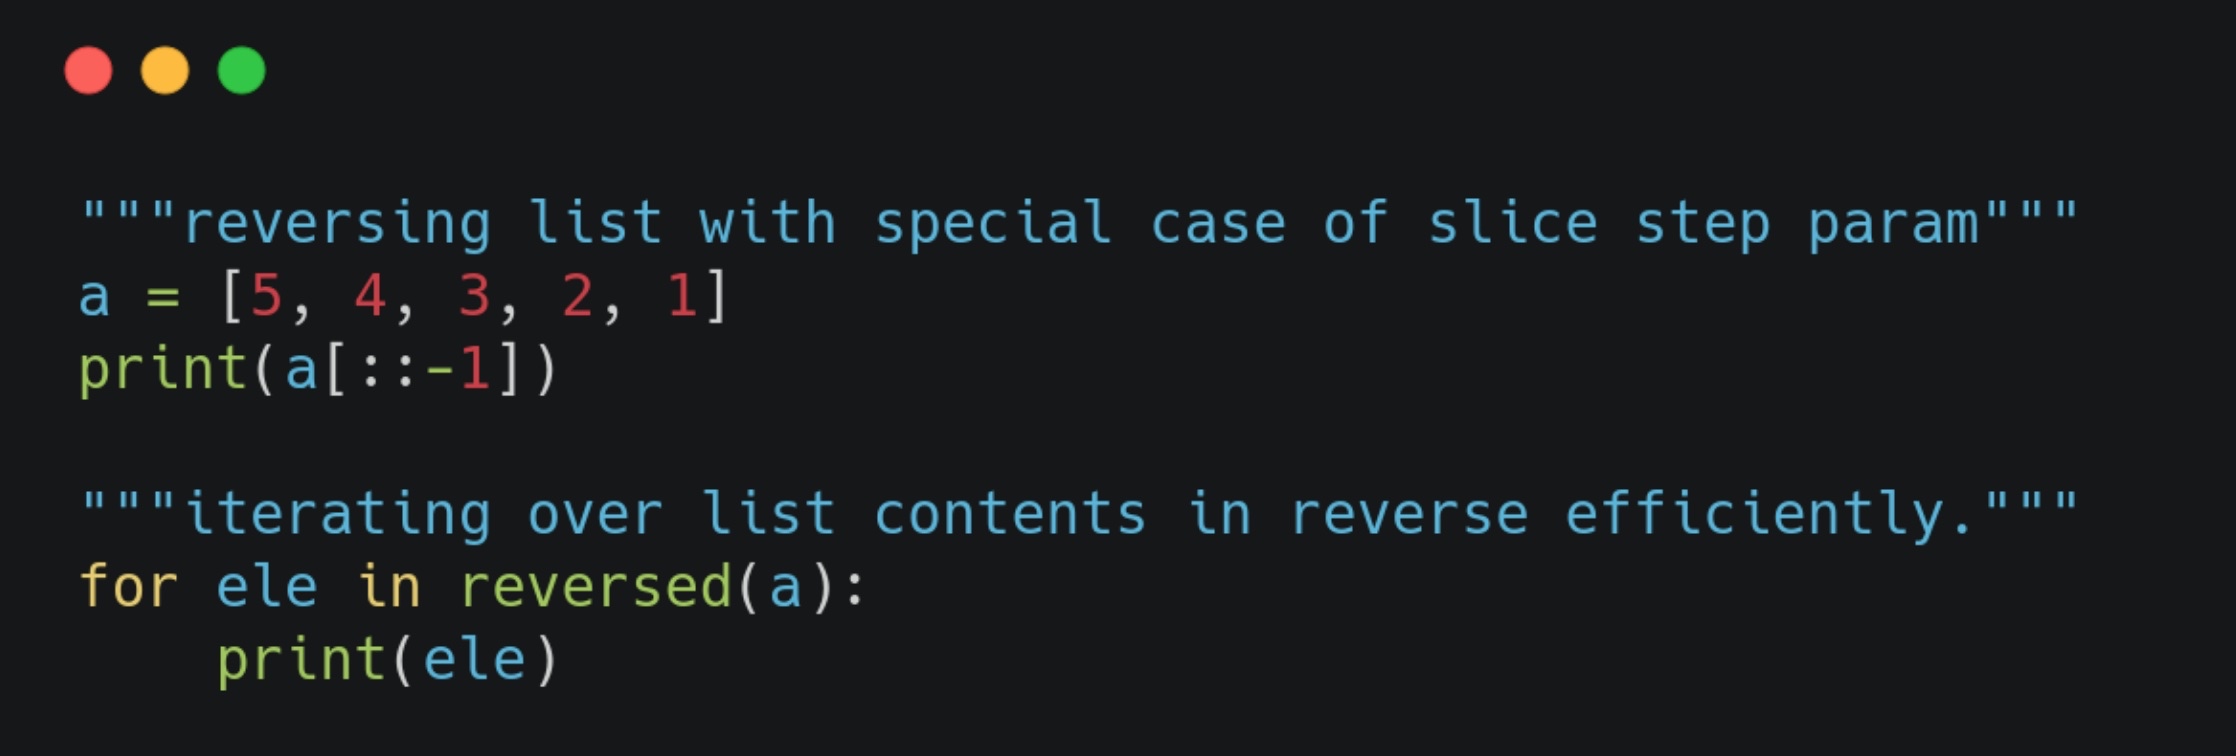 """reversing list with special case of slice step param"""
a = [5, 4, 3, 2, 1]
print(a[::-1])

"""iterating over list contents in reverse efficiently."""
for ele in reversed(a):
    print(ele)